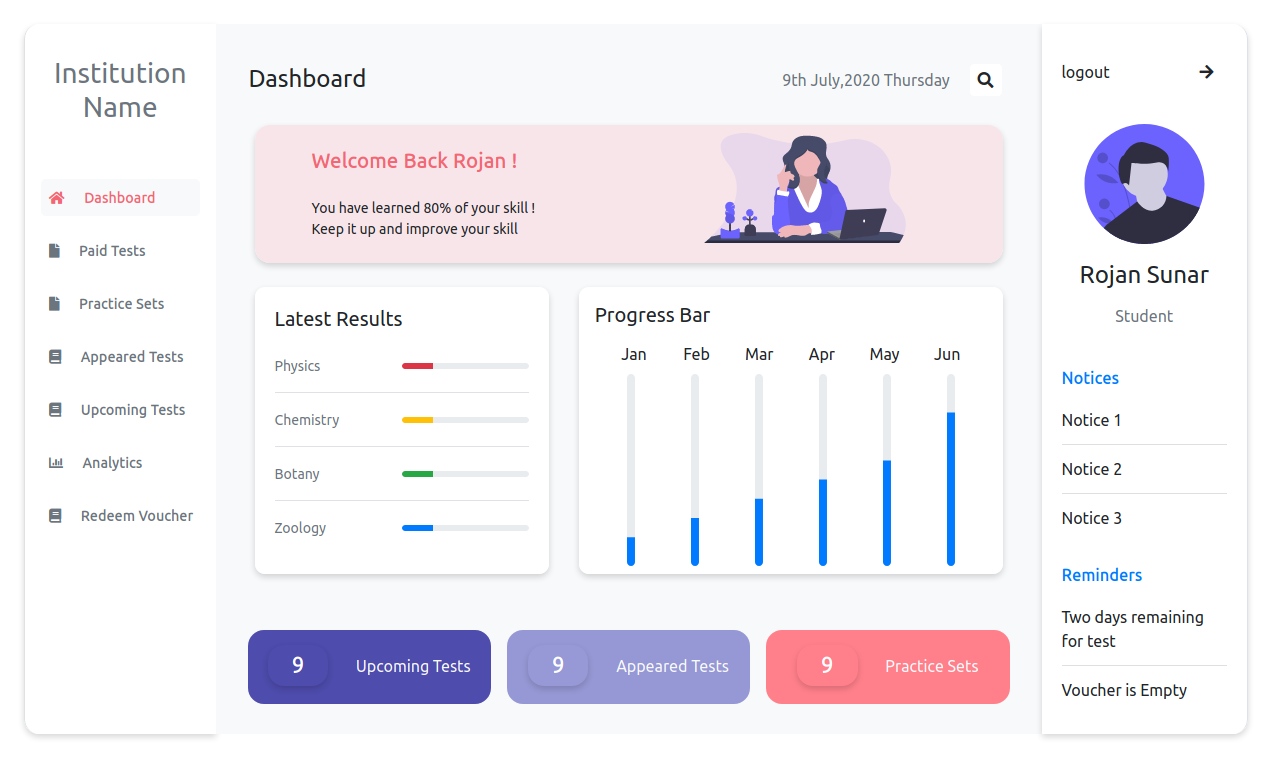 Institution
Name
Dashboard
Paid Tests
Practice Sets
Appeared Tests
Upcoming Tests
Analytics
Redeem Voucher
Dashboard
9th July,2020 Thursday
Welcome Back Rojan !
You have learned 80% of your skill !
Keep it up and improve your skill
Latest Results
Physics
Chemistry
Botany
Zoology
Progress Bar
Jan Feb Mar Apr May Jun
9 Upcoming Tests
9 Appeared Tests
9 Practice Sets
logout
Rojan Sunar
Student
Notices
Notice 1
Notice 2
Notice 3
Reminders
Two days remaining
for test
Voucher is Empty